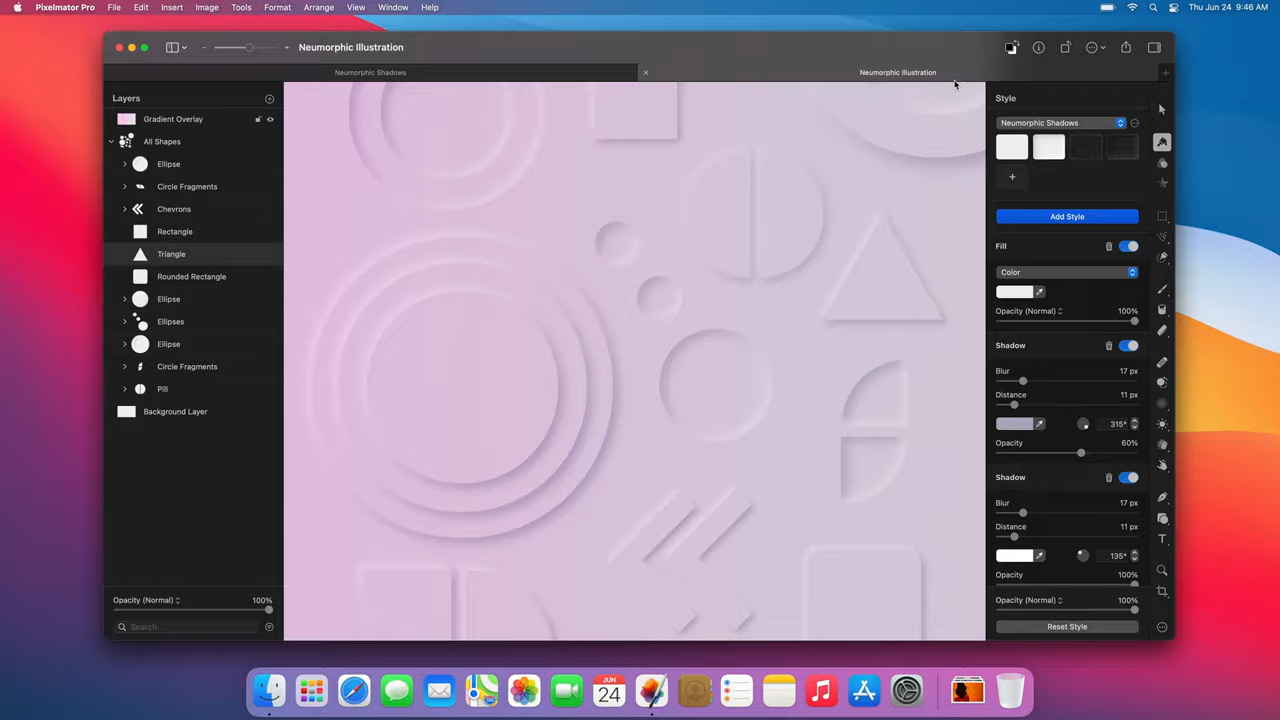 Pixelmator Pro File Edit Insert Image Tools Format Arrange View Window Help Thu Jun 24 9:46 AM
Neumorphic Illustration
Neumorphic Shadows
Neumorphic Illustration
Layers
Gradient Overlay
All Shapes
Ellipse
Circle Fragments
Chevrons
Rectangle
Triangle
Rounded Rectangle
Ellipse
Ellipses
Ellipse
Circle Fragments
Pill
Background Layer
Opacity (Normal) 100%
Search...
Style
Neumorphic Shadows
Add Style
Fill
Color
Opacity (Normal) 100%
Shadow
Blur 17 px
Distance 11 px
315°
Opacity 60%
Shadow
Blur 17 px
Distance 11 px
135°
Opacity 100%
Opacity (Normal) 100%
Reset Style
T
JUN
24